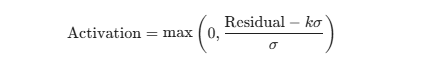 Activation = max(0, (Residual − kσ)/σ)